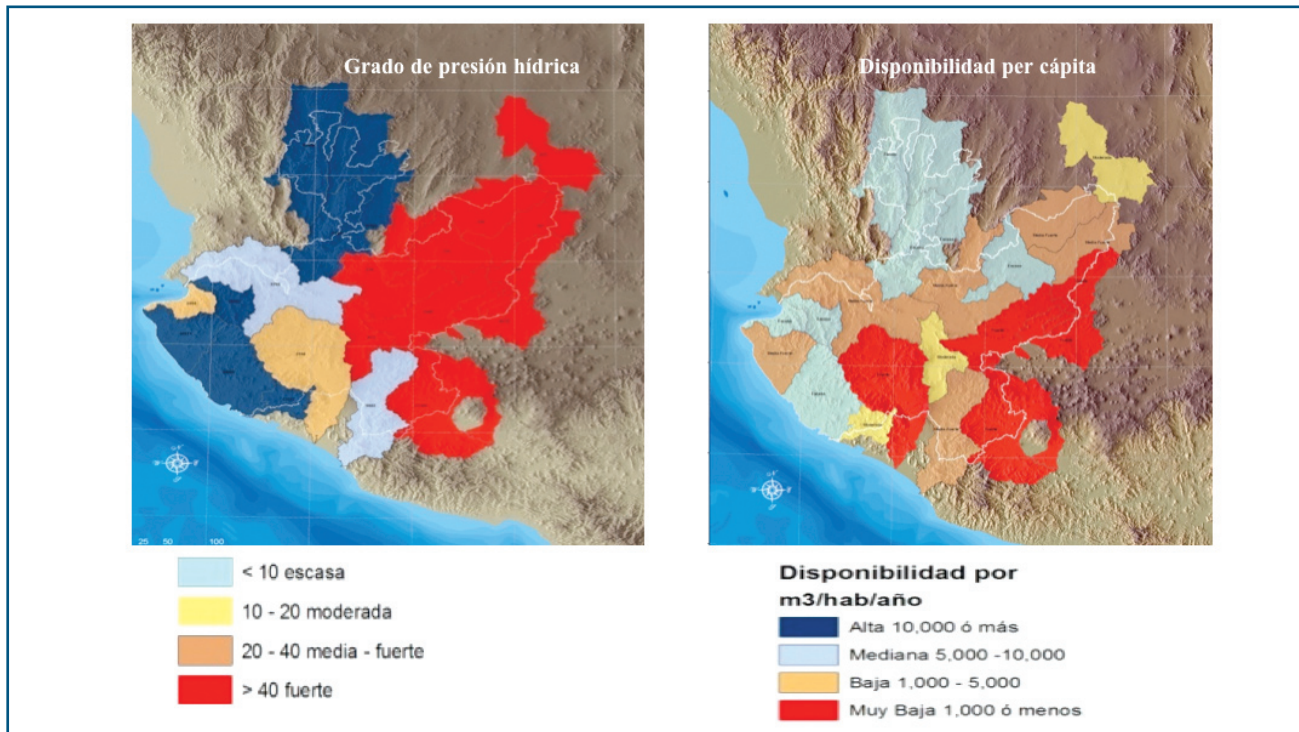 Grado de presión hídrica
25 50 100
< 10 escasa
10 - 20 moderada
20 - 40 media - fuerte
> 40 fuerte
Disponibilidad per cápita
Disponibilidad por
m3/hab/año
Alta 10,000 ó más
Mediana 5,000 -10,000
Baja 1,000 - 5,000
Muy Baja 1,000 ó menos